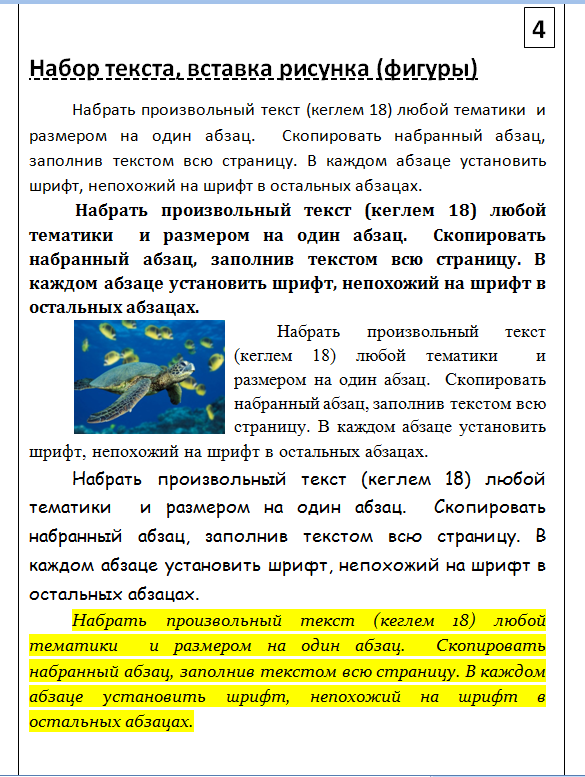 4
Набор текста, вставка рисунка (фигуры)
Набрать произвольный текст (кеглем 18) любой тематики и
размером на один абзац. Скопировать набранный абзац,
заполнив текстом всю страницу. В каждом абзаце установить
шрифт, непохожий на шрифт в остальных абзацах.
Набрать произвольный текст (кеглем 18) любой
тематики и размером на один абзац. Скопировать
набранный абзац, заполнив текстом всю страницу. В
каждом абзаце установить шрифт, непохожий на шрифт в
остальных абзацах.
Набрать произвольный текст
(кеглем 18) любой тематики и
размером на один абзац. Скопировать
набранный абзац, заполнив текстом всю
страницу. В каждом абзаце установить
шрифт, непохожий на шрифт в остальных абзацах.
Набрать произвольный текст (кеглем 18) любой
тематики и размером на один абзац. Скопировать
набранный абзац, заполнив текстом всю страницу. В
каждом абзаце установить шрифт, непохожий на шрифт в
остальных абзацах.
Набрать произвольный текст (кеглем 18) любой
тематики и размером на один абзац. Скопировать
набранный абзац, заполнив текстом всю страницу. В каждом
абзаце установить шрифт, непохожий на шрифт в
остальных абзацах.